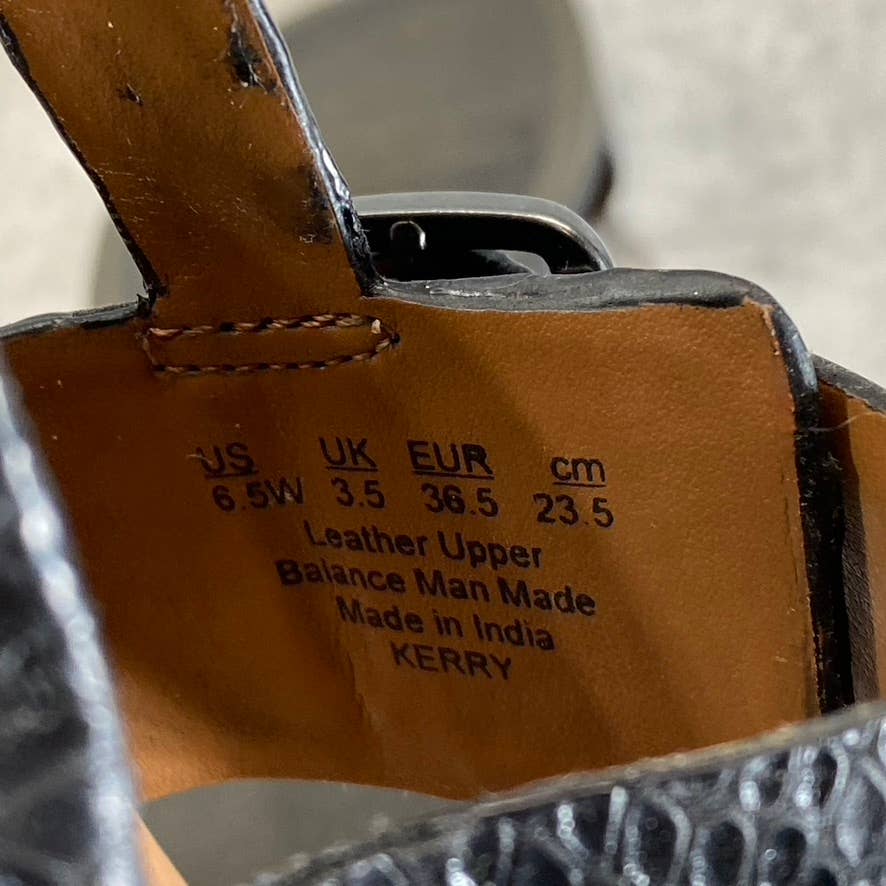 US UK EUR cm
6.5W 3.5 36.5 23.5
Leather Upper
Balance Man Made
Made in India
KERRY